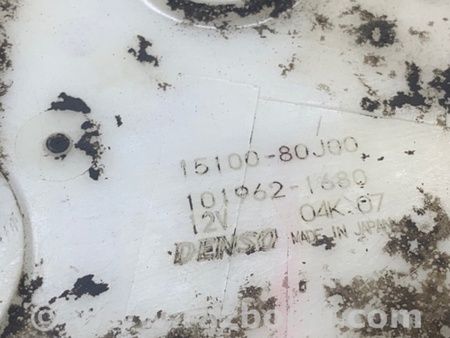 15100-80J00
101962-1680
12V 04K 07
DENSO MADE IN JAPAN